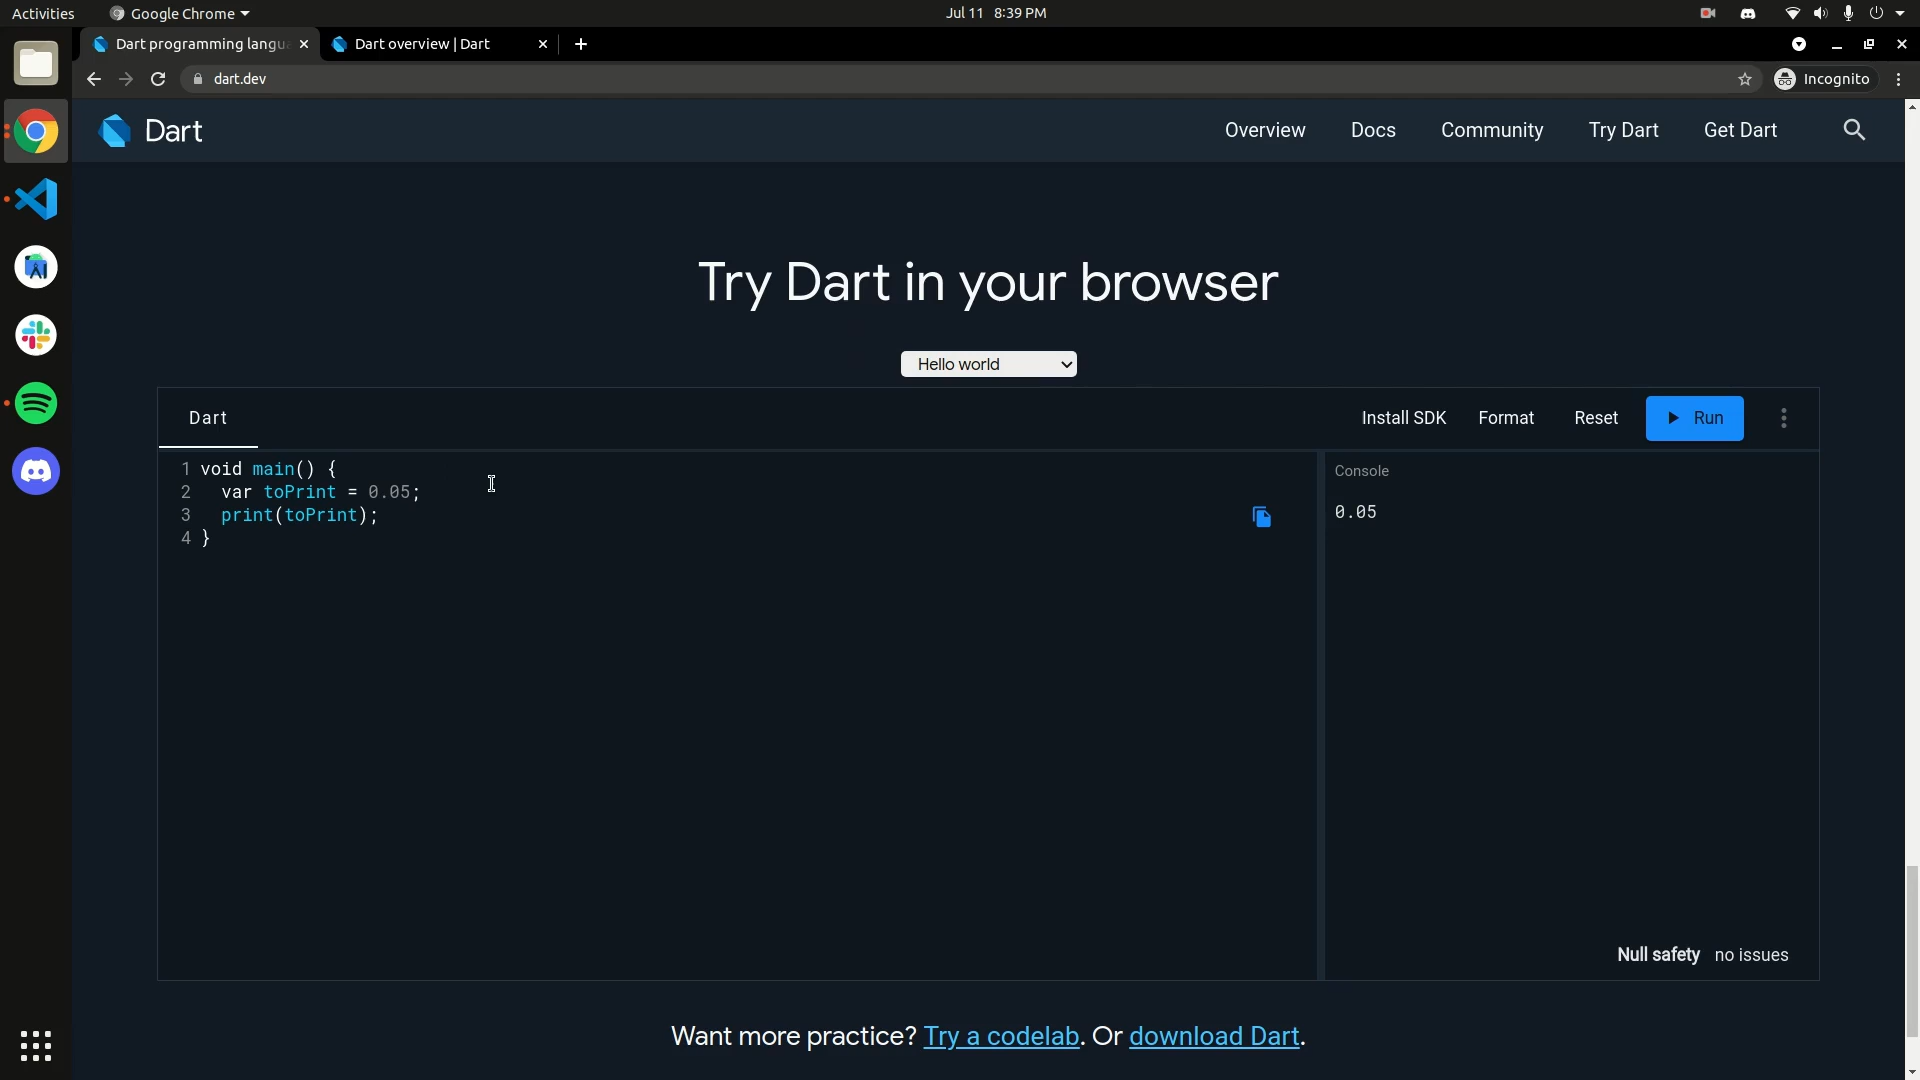 Activities
Google Chrome
Jul 11 8:39 PM
Dart programming langu
Dart overview | Dart
dart.dev
Incognito
Dart
Overview
Docs
Community
Try Dart
Get Dart
Try Dart in your browser
Hello world
Dart
Install SDK
Format
Reset
Run
1 void main() {
2   var toPrint = 0.05;
3   print(toPrint);
4 }
Console
0.05
Null safety no issues
Want more practice? Try a codelab. Or download Dart.